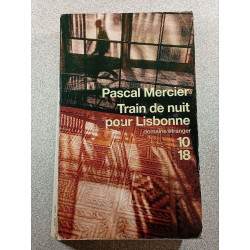 Pascal Mercier
Train de nuit
pour Lisbonne
domaine étranger
10
18